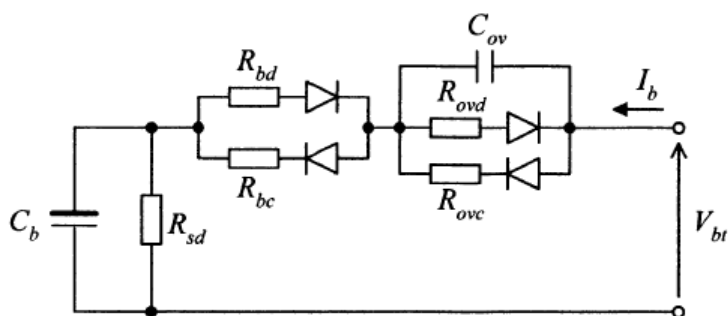 C_ov
R_bd
R_ovd
I_b
R_bc
R_ovc
C_b
R_sd
V_bt